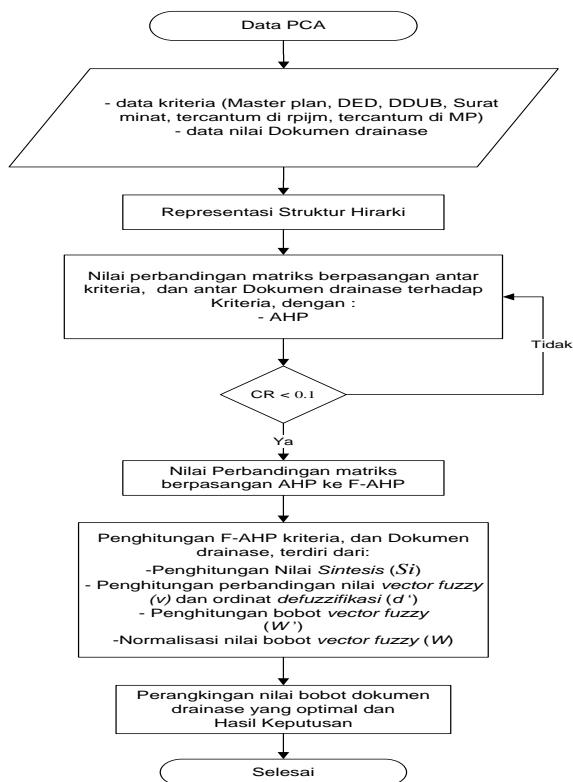 Data PCA
- data kriteria (Master plan, DED, DDUB, Surat
minat, tercantum di rpijm, tercantum di MP)
- data nilai Dokumen drainase
Representasi Struktur Hirarki
Nilai perbandingan matriks berpasangan antar
kriteria, dan antar Dokumen drainase terhadap
Kriteria, dengan :
- AHP
Tidak
CR < 0.1
Ya
Nilai Perbandingan matriks
berpasangan AHP ke F-AHP
Penghitungan F-AHP kriteria, dan Dokumen
drainase, terdiri dari:
-Penghitungan Nilai Sintesis (Si)
- Penghitungan perbandingan nilai vector fuzzy
(v) dan ordinat defuzzifikasi (d ‘)
- Penghitungan bobot vector fuzzy
(W’)
-Normalisasi nilai bobot vector fuzzy (W)
Perangkingan nilai bobot dokumen
drainase yang optimal dan
Hasil Keputusan
Selesai